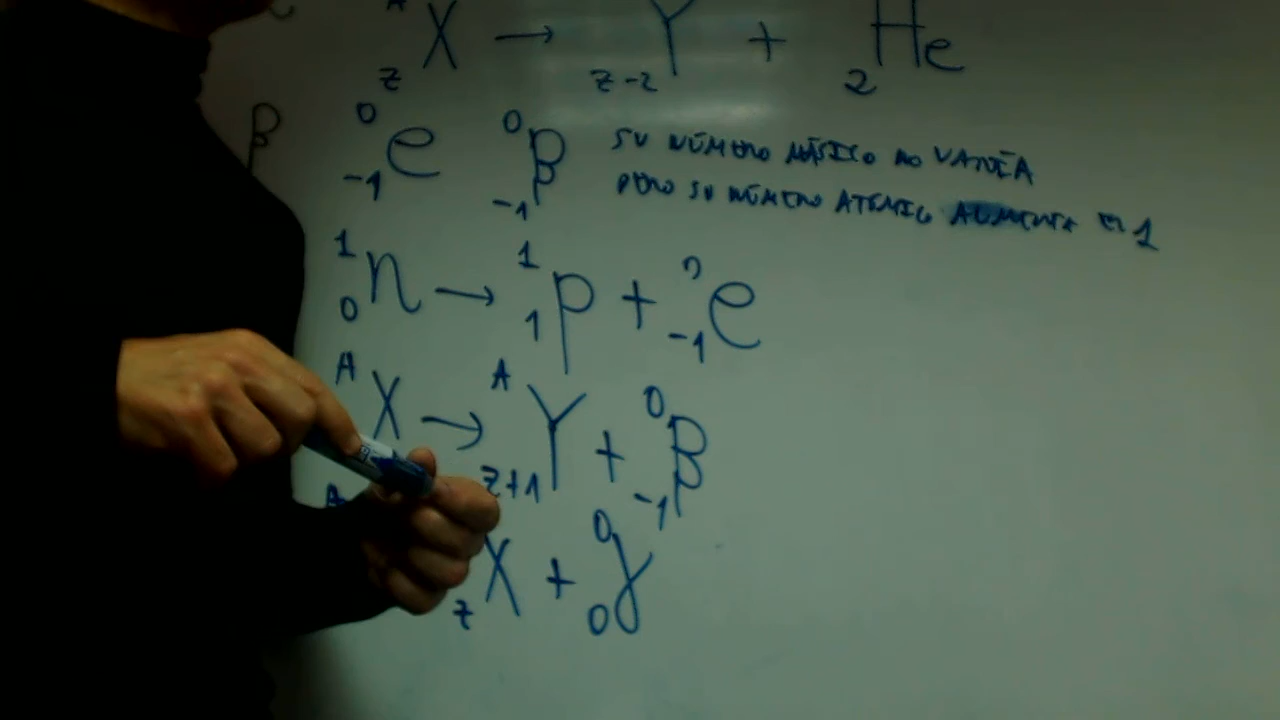 A
z X → z-2 Y + 2 He
β 0 -1 e 0 -1 β SU NÚMERO MÁSICO NO VARÍA
PERO SU NÚMERO ATÓMICO AUMENTA EN 1
1 0 n → 1 1 p + 0 -1 e
A X → A z+1 Y + 0 -1 β
A z X + 0 0 γ